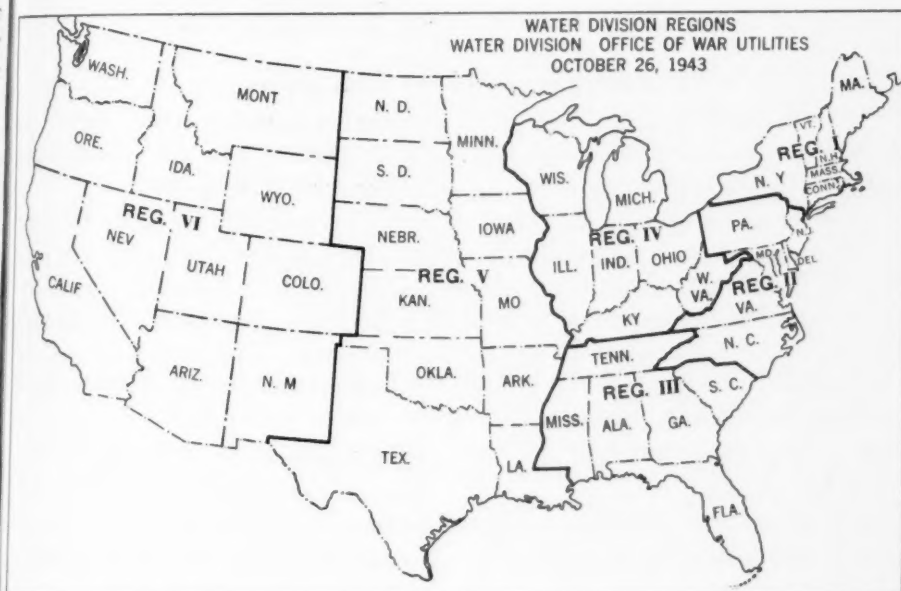 WATER DIVISION REGIONS
WATER DIVISION OFFICE OF WAR UTILITIES
OCTOBER 26, 1943
WASH.
MONT
N. D.
MINN.
MA.
ORE.
IDA.
S. D.
WIS.
MICH.
N. Y
VT.
REG. I
N.H.
MASS.
CONN.
WYO.
REG. VI
NEV
NEBR.
IOWA
REG. IV
PA.
N.J.
UTAH
COLO.
REG. V
KAN.
MO
ILL.
IND.
OHIO
W.
VA.
MD.
DEL
REG. II
VA.
CALIF
KY
N. C.
ARIZ.
N. M
OKLA.
ARK.
TENN.
REG. III
S. C.
MISS.
ALA.
GA.
TEX.
LA.
FLA.